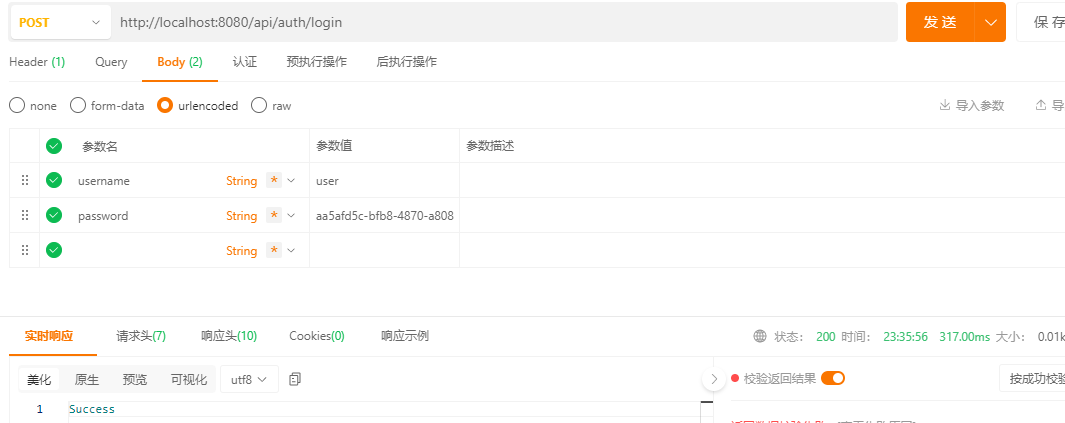 POST http://localhost:8080/api/auth/login 发 送 保 存
Header (1) Query Body (2) 认证 预执行操作 后执行操作
none form-data urlencoded raw 导入参数 导
参数名 参数值 参数描述
username String * user
password String * aa5afd5c-bfb8-4870-a808
String *
实时响应 请求头(7) 响应头(10) Cookies(0) 响应示例 状态: 200 时间: 23:35:56 317.00ms 大小: 0.01k
美化 原生 预览 可视化 utf8 校验返回结果 按成功校验
1 Success